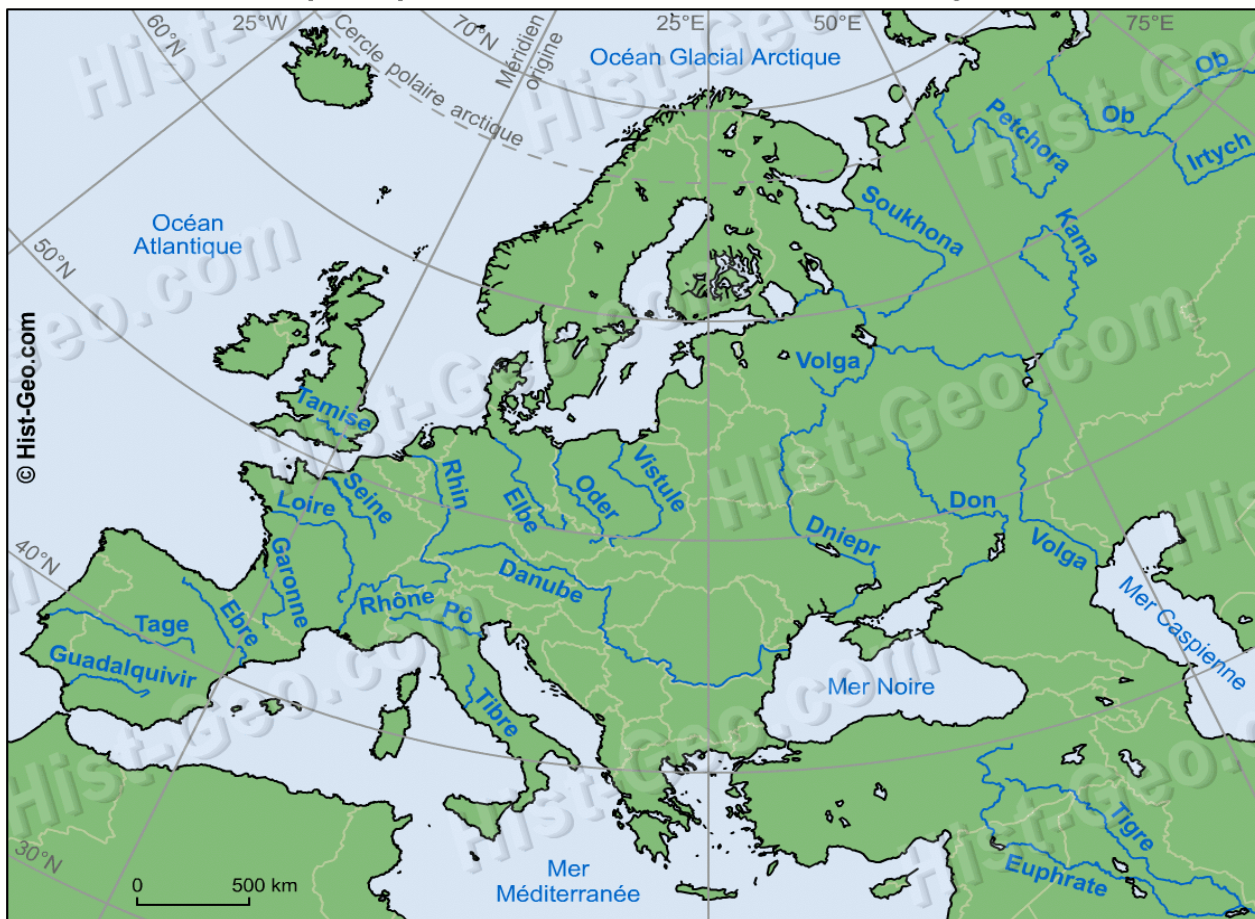 60°N
25°W
Cercle polaire arctique
70°N
Méridien
origine
Océan Glacial Arctique
25°E
50°E
75°E
Ob
Ob
Irtych
Petchora
Kama
Soukhona
Océan
Atlantique
50°N
Volga
© Hist-Geo.com
Tamise
Rhin
Elbe
Oder
Vistule
Seine
Loire
Garonne
Don
Dniepr
Volga
Danube
Rhône
Pô
40°N
Tage
Ebre
Guadalquivir
Tibre
Mer Noire
Mer Caspienne
Tigre
Euphrate
30°N
0
500 km
Mer
Méditerranée
Hist-Geo.com